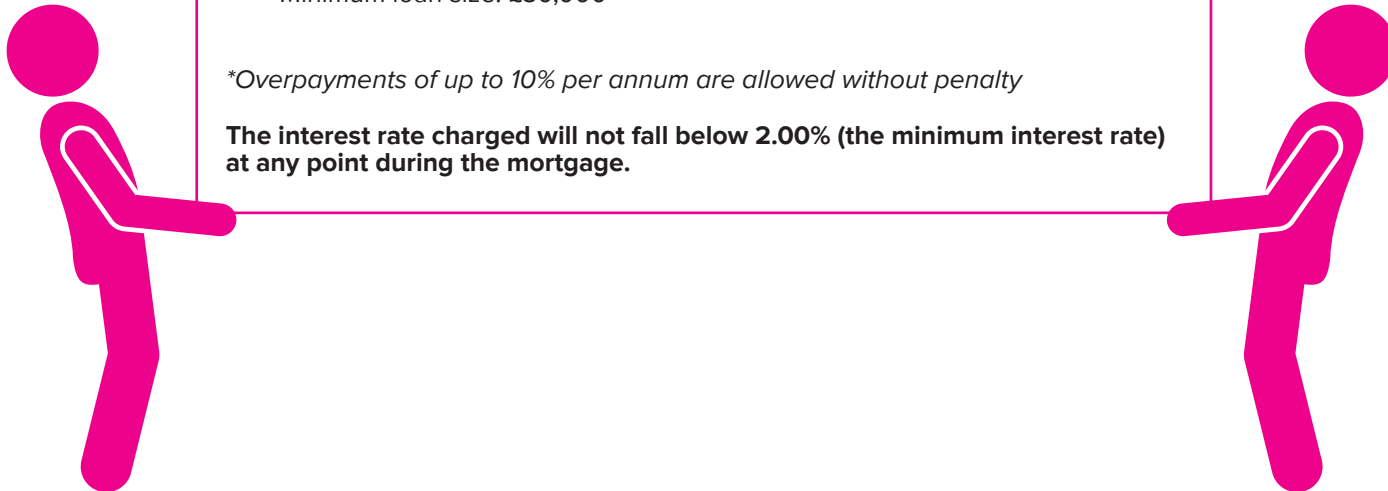 *Overpayments of up to 10% per annum are allowed without penalty
The interest rate charged will not fall below 2.00% (the minimum interest rate)
at any point during the mortgage.